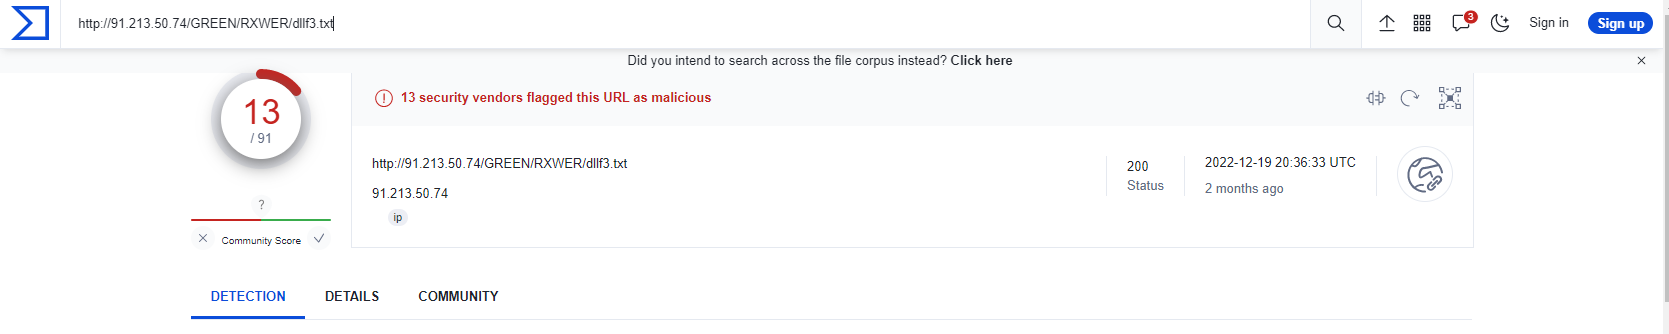 http://91.213.50.74/GREEN/RXWER/dllf3.txt
3
Sign in
Sign up
Did you intend to search across the file corpus instead? Click here
13
/ 91
13 security vendors flagged this URL as malicious
http://91.213.50.74/GREEN/RXWER/dllf3.txt
91.213.50.74
ip
200
Status
2022-12-19 20:36:33 UTC
2 months ago
?
Community Score
DETECTION
DETAILS
COMMUNITY